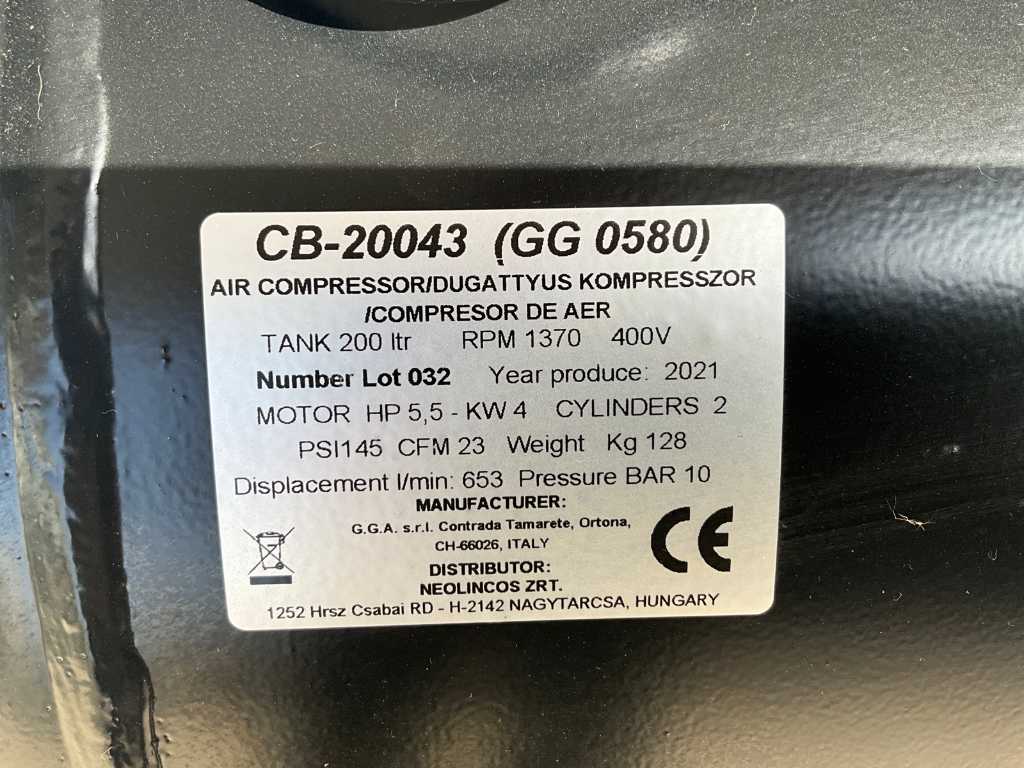 CB-20043 (GG 0580)
AIR COMPRESSOR/DUGATTYUS KOMPRESSZOR
/COMPRESOR DE AER
TANK 200 ltr RPM 1370 400V
Number Lot 032 Year produce: 2021
MOTOR HP 5,5 - KW 4 CYLINDERS 2
PSI145 CFM 23 Weight Kg 128
Displacement l/min: 653 Pressure BAR 10
MANUFACTURER:
G.G.A. s.r.l. Contrada Tamarete, Ortona,
CH-66026, ITALY
CE
DISTRIBUTOR:
NEOLINCOS ZRT.
1252 Hrsz Csabai RD - H-2142 NAGYTARCSA, HUNGARY